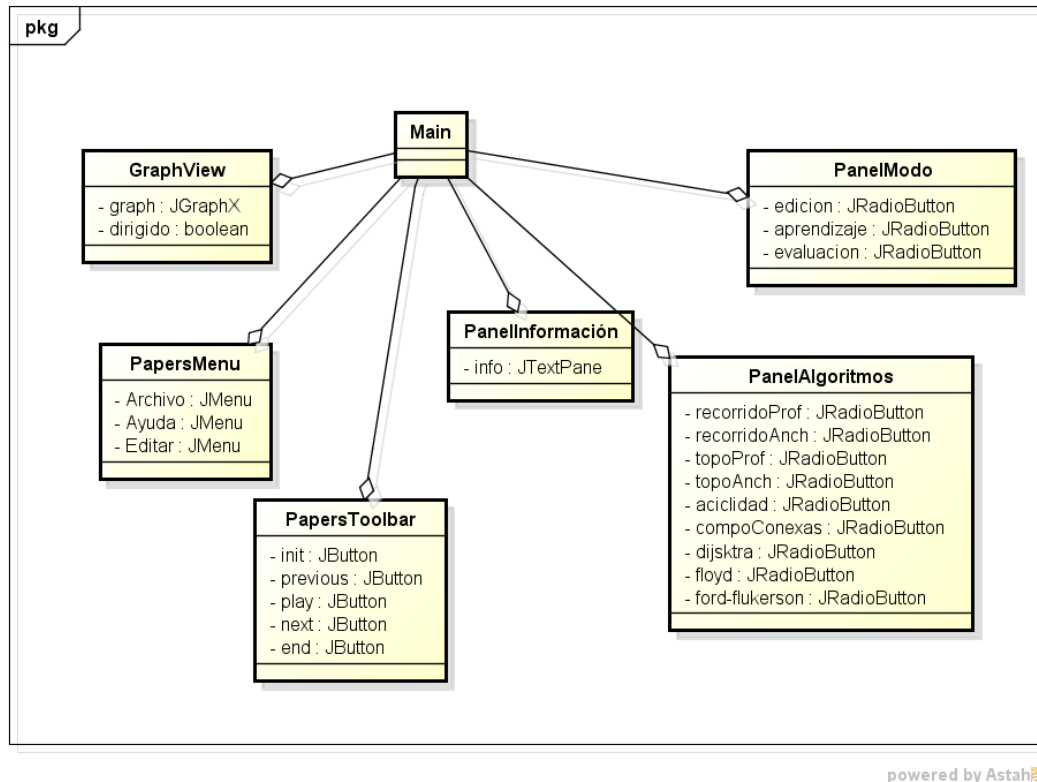 pkg
Main
GraphView
- graph : JGraphX
- dirigido : boolean
PanelModo
- edicion : JRadioButton
- aprendizaje : JRadioButton
- evaluacion : JRadioButton
PapersMenu
- Archivo : JMenu
- Ayuda : JMenu
- Editar : JMenu
PanelInformación
- info : JTextPane
PanelAlgoritmos
- recorridoProf : JRadioButton
- recorridoAnch : JRadioButton
- topoProf : JRadioButton
- topoAnch : JRadioButton
- aciclidad : JRadioButton
- compoConexas : JRadioButton
- dijsktra : JRadioButton
- floyd : JRadioButton
- ford-flukerson : JRadioButton
PapersToolbar
- init : JButton
- previous : JButton
- play : JButton
- next : JButton
- end : JButton
powered by Astah